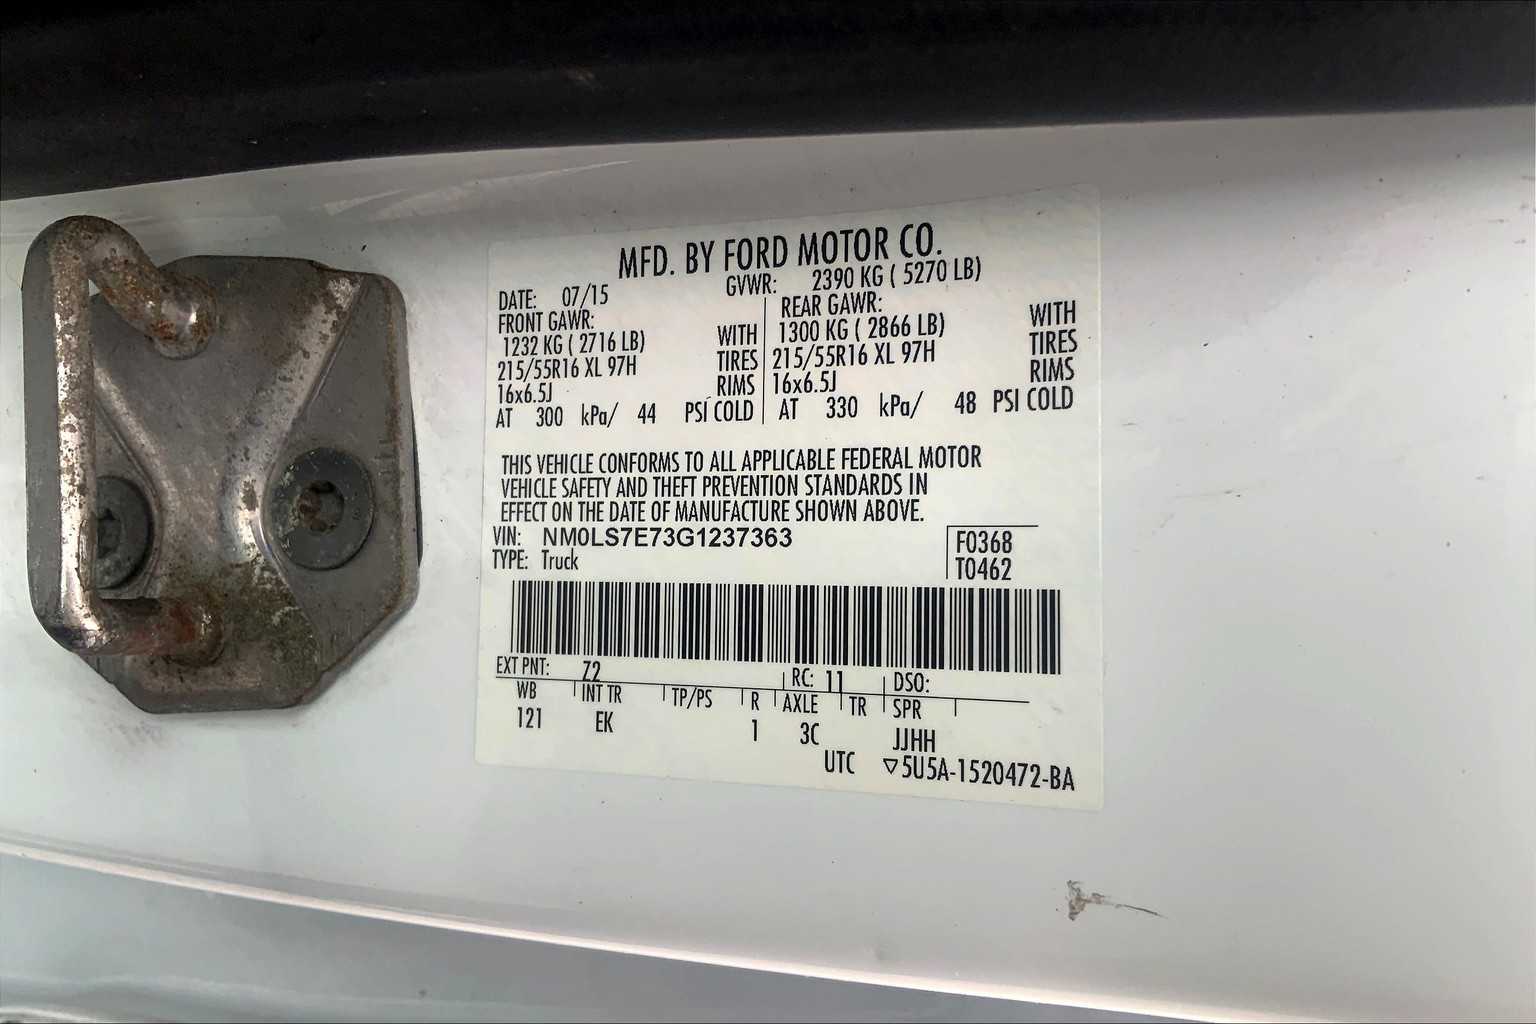 MFD. BY FORD MOTOR CO.
DATE: 07/15 GVWR: 2390 KG ( 5270 LB)
FRONT GAWR: REAR GAWR:
1232 KG ( 2716 LB) WITH 1300 KG ( 2866 LB) WITH
215/55R16 XL 97H TIRES 215/55R16 XL 97H TIRES
16x6.5J RIMS 16x6.5J RIMS
AT 300 kPa/ 44 PSI COLD AT 330 kPa/ 48 PSI COLD
THIS VEHICLE CONFORMS TO ALL APPLICABLE FEDERAL MOTOR
VEHICLE SAFETY AND THEFT PREVENTION STANDARDS IN
EFFECT ON THE DATE OF MANUFACTURE SHOWN ABOVE.
VIN: NM0LS7E73G1237363 F0368
TYPE: Truck T0462
EXT PNT: Z2 RC: 11 DSO:
WB INT TR TP/PS R AXLE TR SPR
121 EK 1 3C JJHH
UTC ▽5U5A-1520472-BA